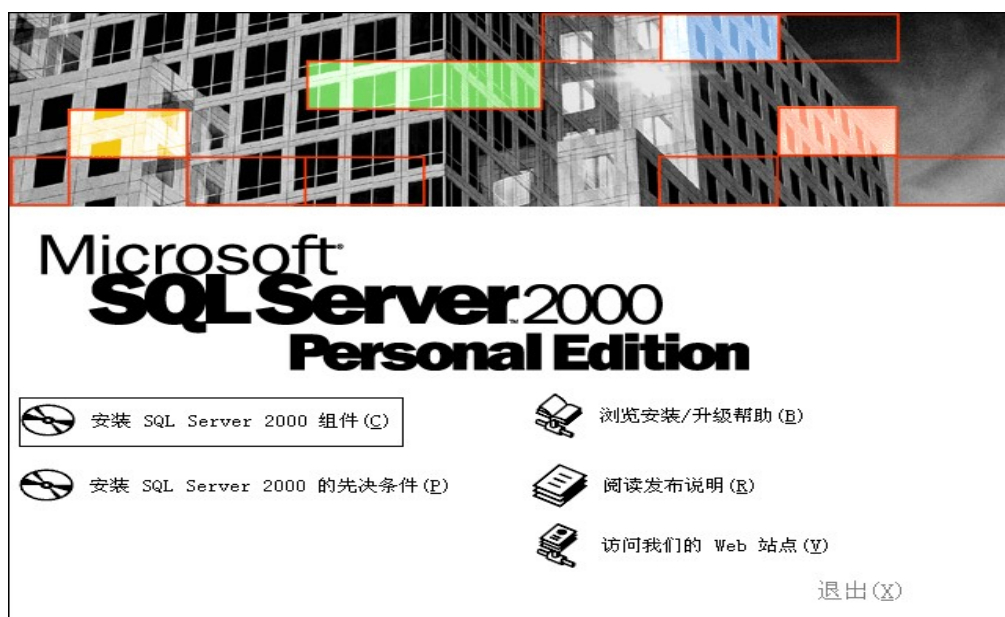 Microsoft®
SQL Server™ 2000
Personal Edition
安装 SQL Server 2000 组件(C)
安装 SQL Server 2000 的先决条件(P)
浏览安装/升级帮助(B)
阅读发布说明(R)
访问我们的 Web 站点(V)
退出(X)